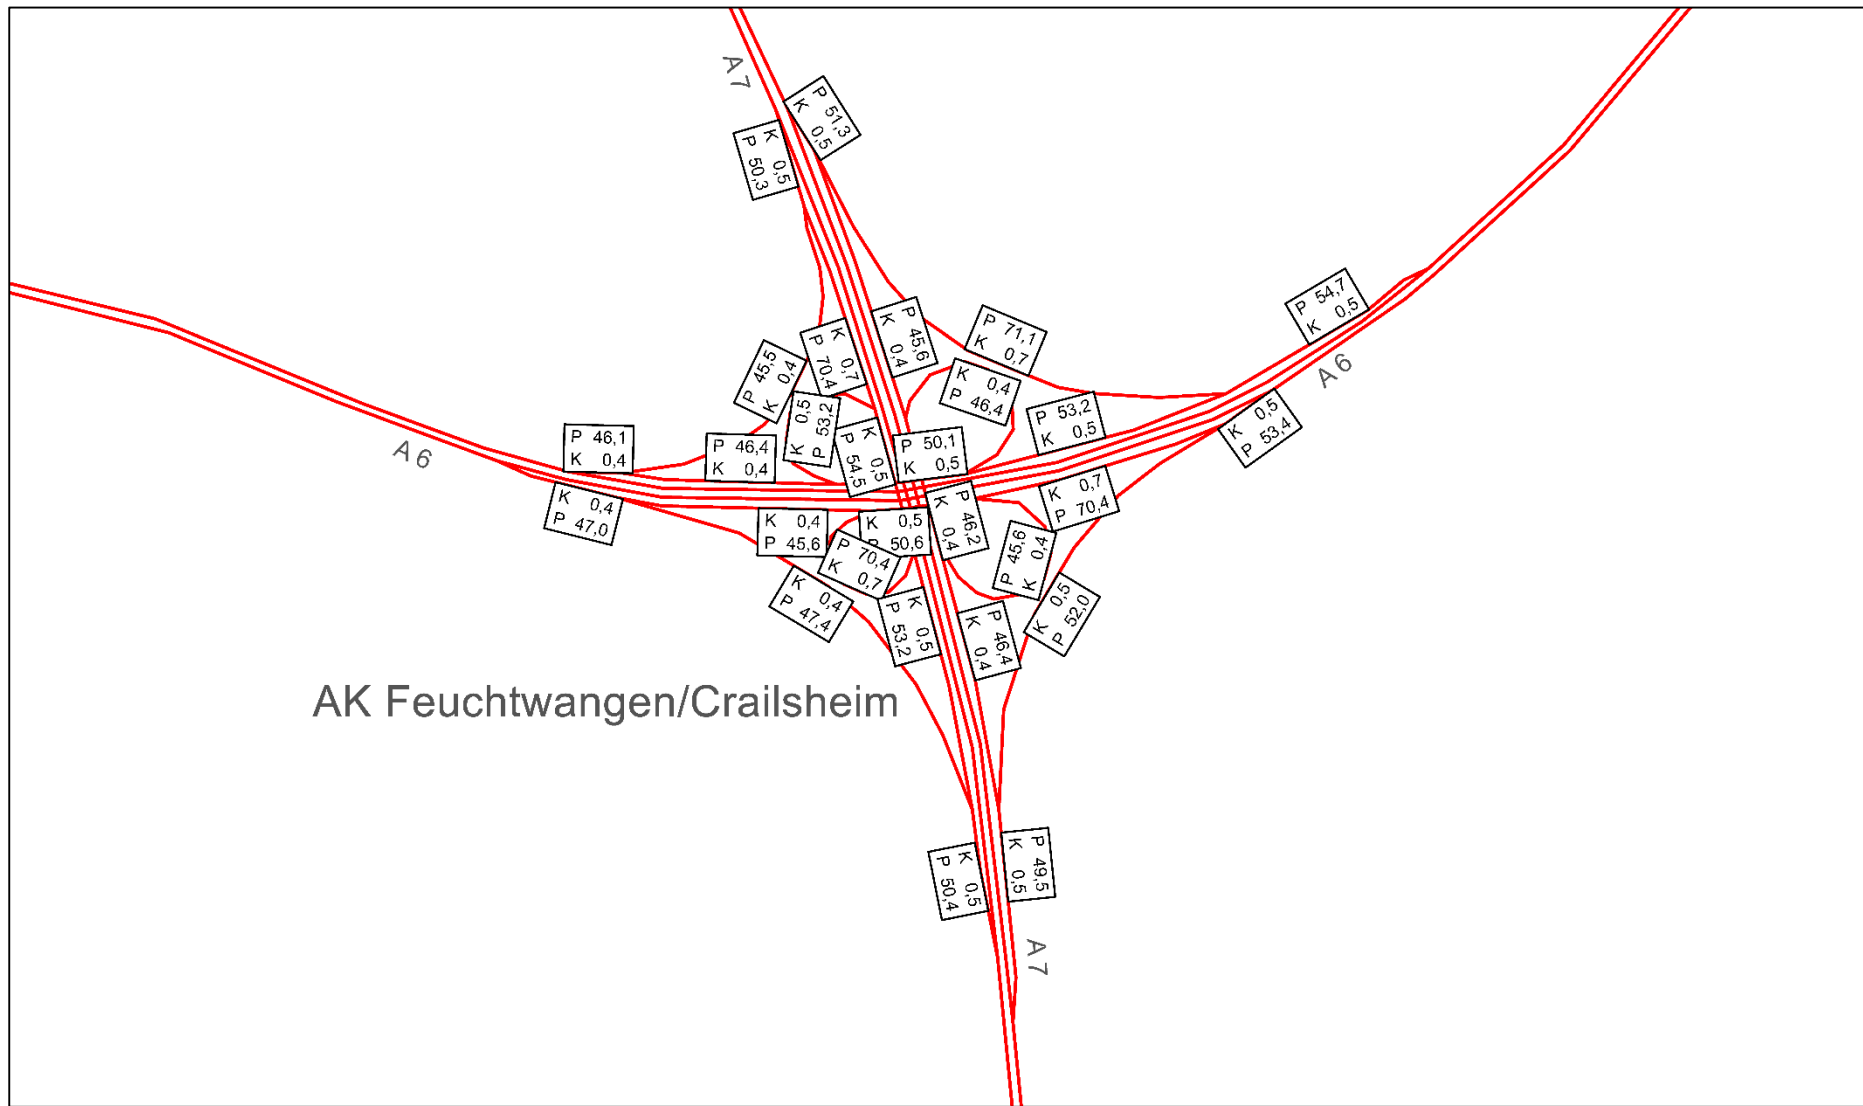 A 7
P 51,3
K 0,5
K 0,5
P 50,3
P 54,7
K 0,5
A 6
P 45,6
K 0,4
P 71,1
K 0,7
K 0,7
P 70,4
P 45,5
K 0,4
K 0,4
P 46,4
K 0,5
P 53,2
P 53,2
K 0,5
K 0,5
P 53,4
A 6
P 46,1
K 0,4
P 46,4
K 0,4
K 0,5
P 54,5
P 50,1
K 0,5
K 0,4
P 47,0
K 0,7
P 70,4
K 0,4
P 45,6
K 0,5
P 50,6
P 46,2
K 0,4
P 70,4
K 0,7
P 45,6
K 0,4
K 0,4
P 47,4
K 0,5
P 53,2
P 46,4
K 0,4
K 0,5
P 52,0
AK Feuchtwangen/Crailsheim
K 0,5
P 50,4
P 49,5
K 0,5
A 7